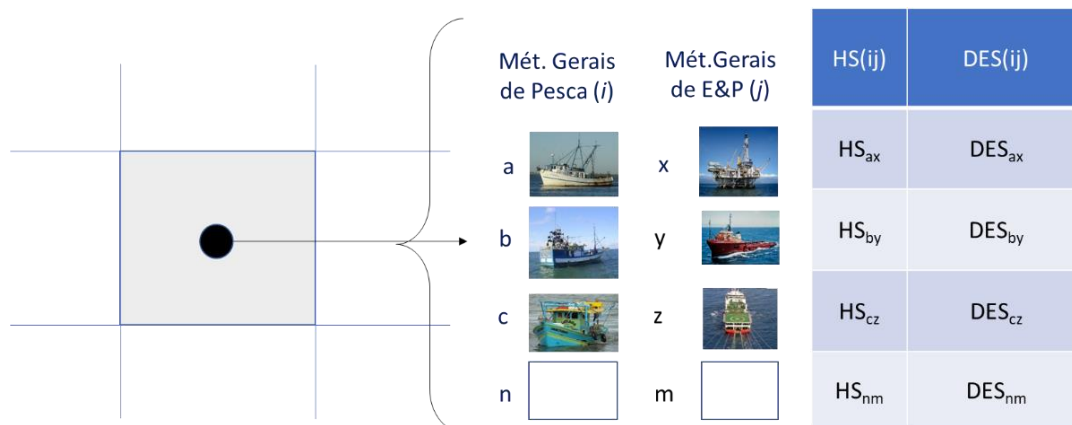 Mét. Gerais
de Pesca (i)
Mét.Gerais
de E&P (j)
HS(ij) DES(ij)
a x HSax DESax
b y HSby DESby
c z HScz DEScz
n m HSnm DESnm